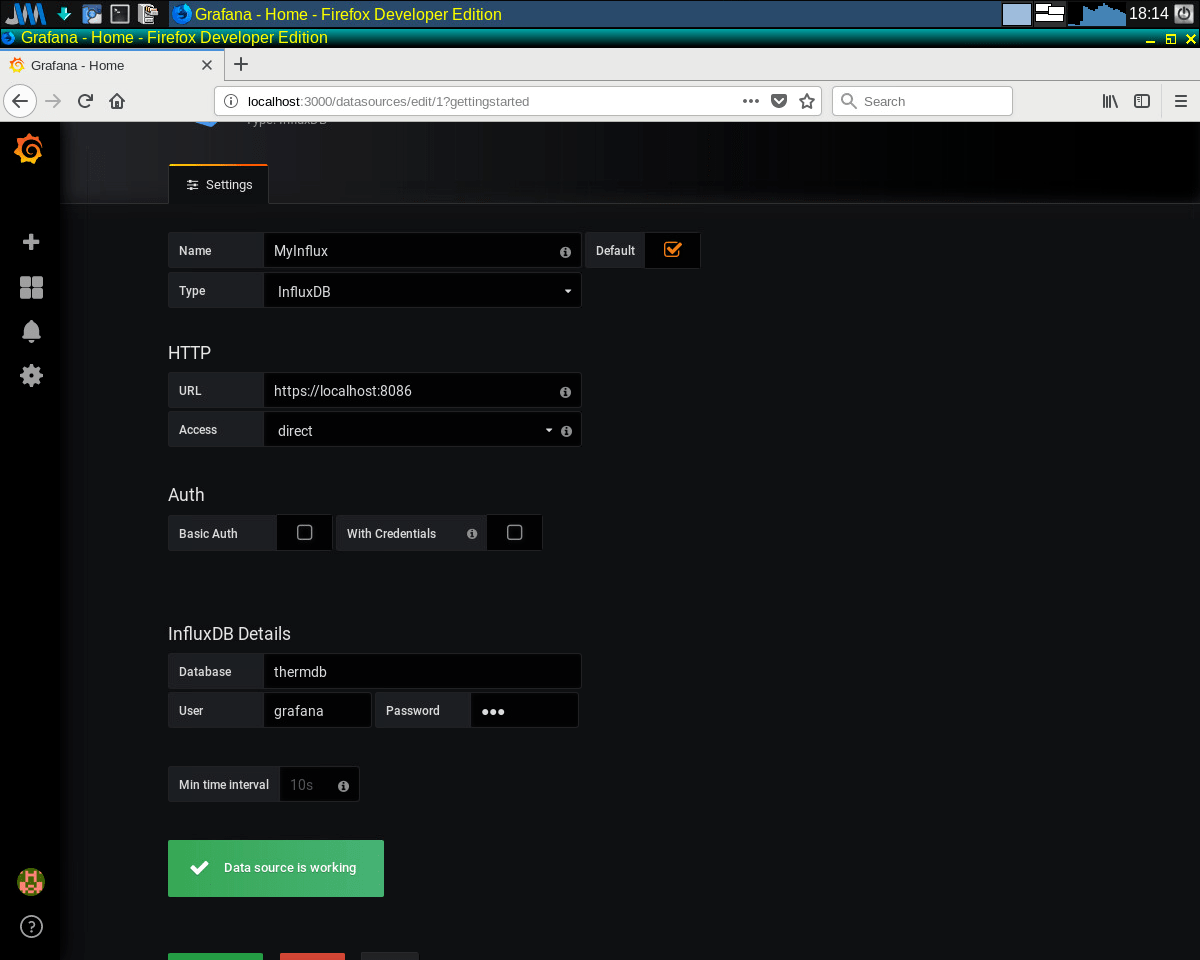 Grafana - Home - Firefox Developer Edition
18:14
Grafana - Home - Firefox Developer Edition
Grafana - Home
localhost:3000/datasources/edit/1?gettingstarted
Search
Type: InfluxDB
Settings
Name MyInflux Default
Type InfluxDB
HTTP
URL https://localhost:8086
Access direct
Auth
Basic Auth With Credentials
InfluxDB Details
Database thermdb
User grafana Password •••
Min time interval 10s
Data source is working
?